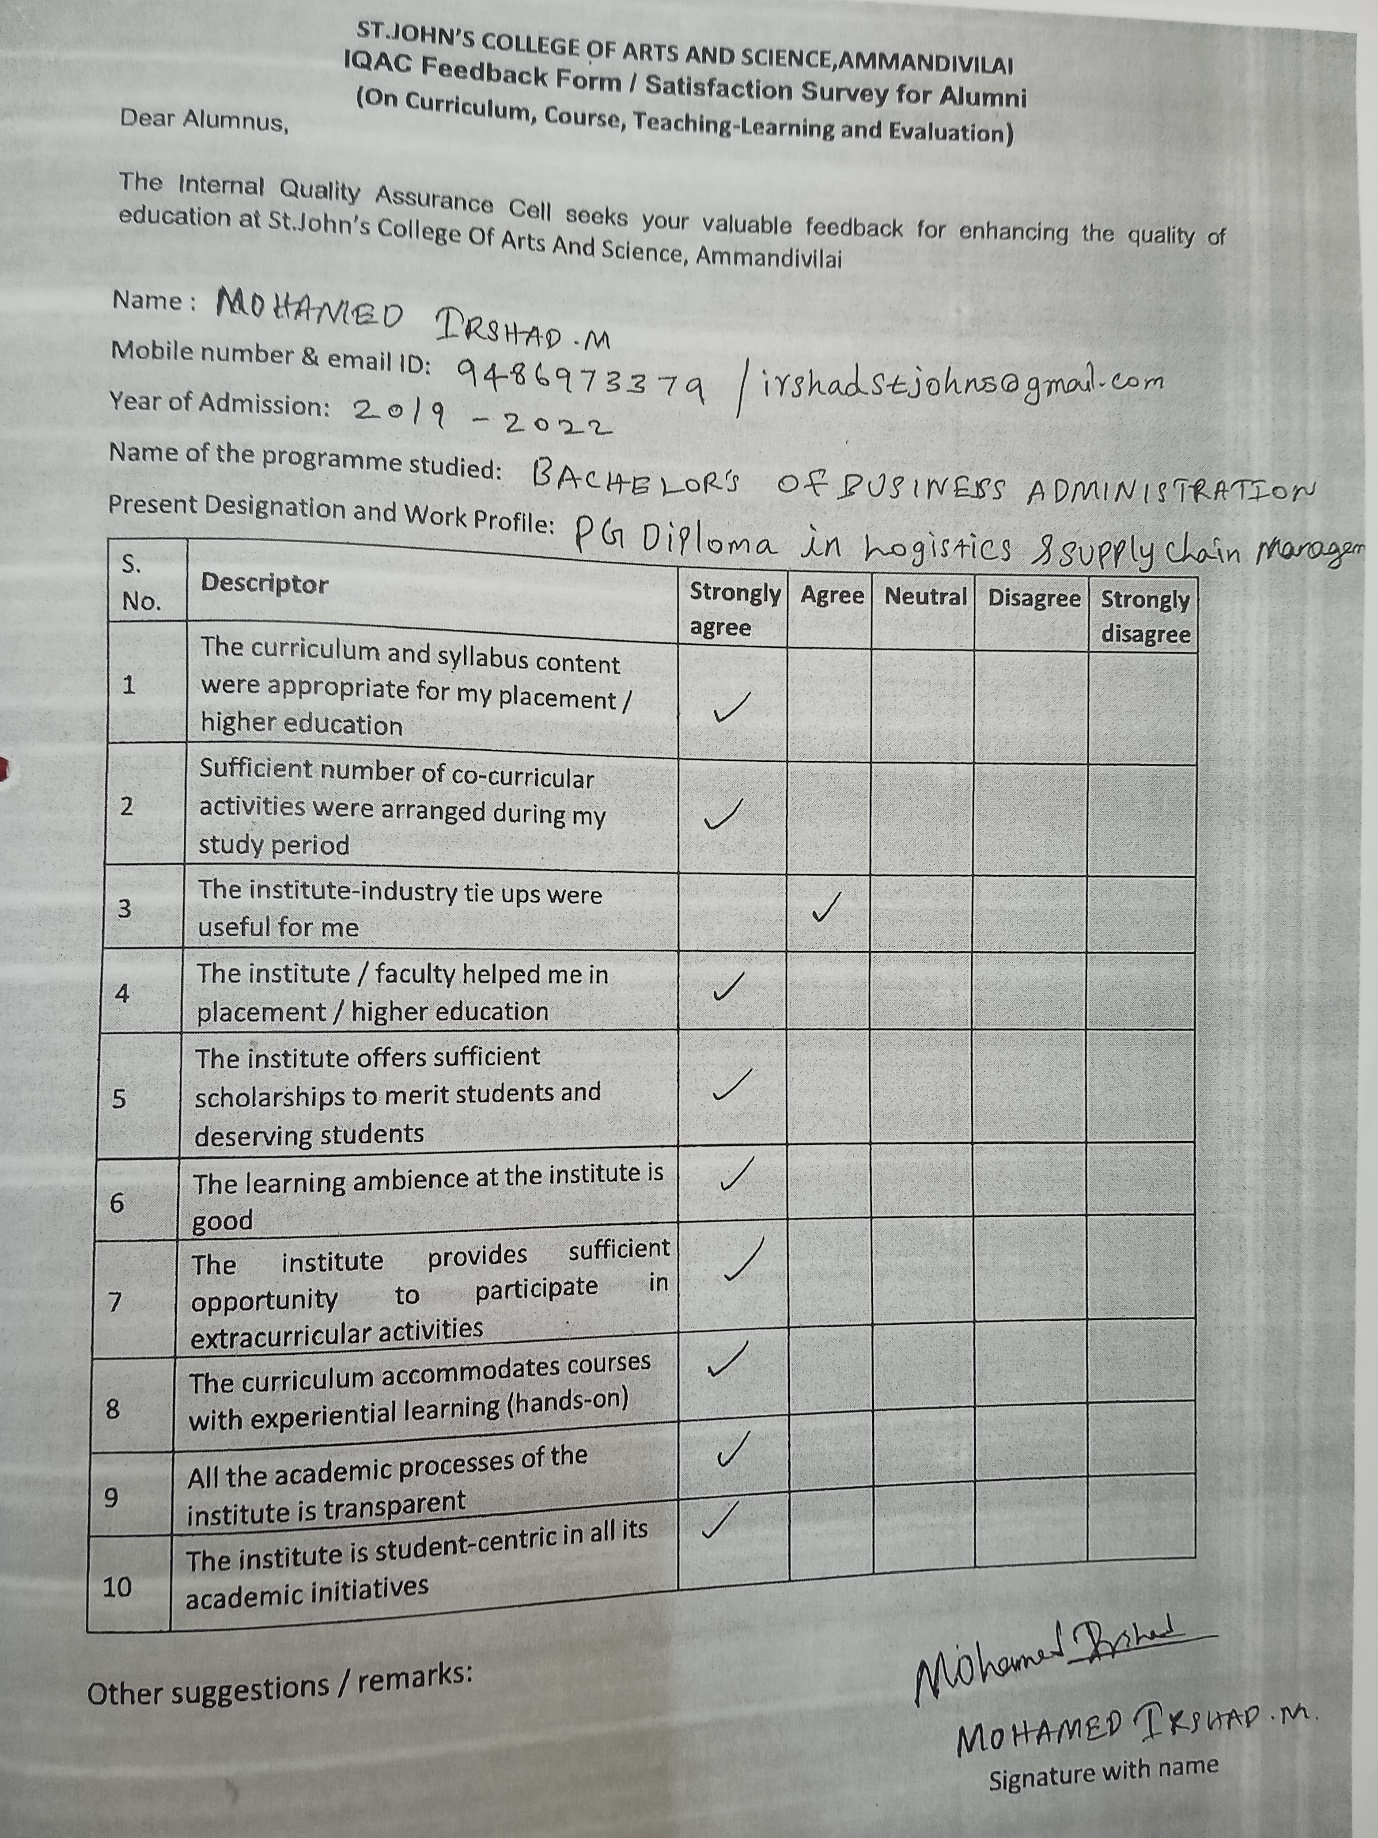 ST.JOHN'S COLLEGE OF ARTS AND SCIENCE,AMMANDIVILAI
IQAC Feedback Form / Satisfaction Survey for Alumni
(On Curriculum, Course, Teaching-Learning and Evaluation)
Dear Alumnus,
The Internal Quality Assurance Cell seeks your valuable feedback for enhancing the quality of
education at St.John's College Of Arts And Science, Ammandivilai
Name : MOHAMED IRSHAD.M
Mobile number & email ID: 9486973379 / irshadstjohns@gmail.com
Year of Admission: 2019 - 2022
Name of the programme studied: BACHELOR'S OF BUSINESS ADMINISTRATION
Present Designation and Work Profile: PG Diploma in Logistics & Supply chain Managem
S. No. Descriptor Strongly agree Agree Neutral Disagree Strongly disagree
1 The curriculum and syllabus content
were appropriate for my placement /
higher education ✓
2 Sufficient number of co-curricular
activities were arranged during my
study period ✓
3 The institute-industry tie ups were
useful for me ✓
4 The institute / faculty helped me in
placement / higher education ✓
5 The institute offers sufficient
scholarships to merit students and
deserving students ✓
6 The learning ambience at the institute is
good ✓
7 The institute provides sufficient
opportunity to participate in
extracurricular activities ✓
8 The curriculum accommodates courses
with experiential learning (hands-on) ✓
9 All the academic processes of the
institute is transparent ✓
10 The institute is student-centric in all its
academic initiatives ✓
Other suggestions / remarks:
Mohamed Irshad
MOHAMED IRSHAD.M.
Signature with name